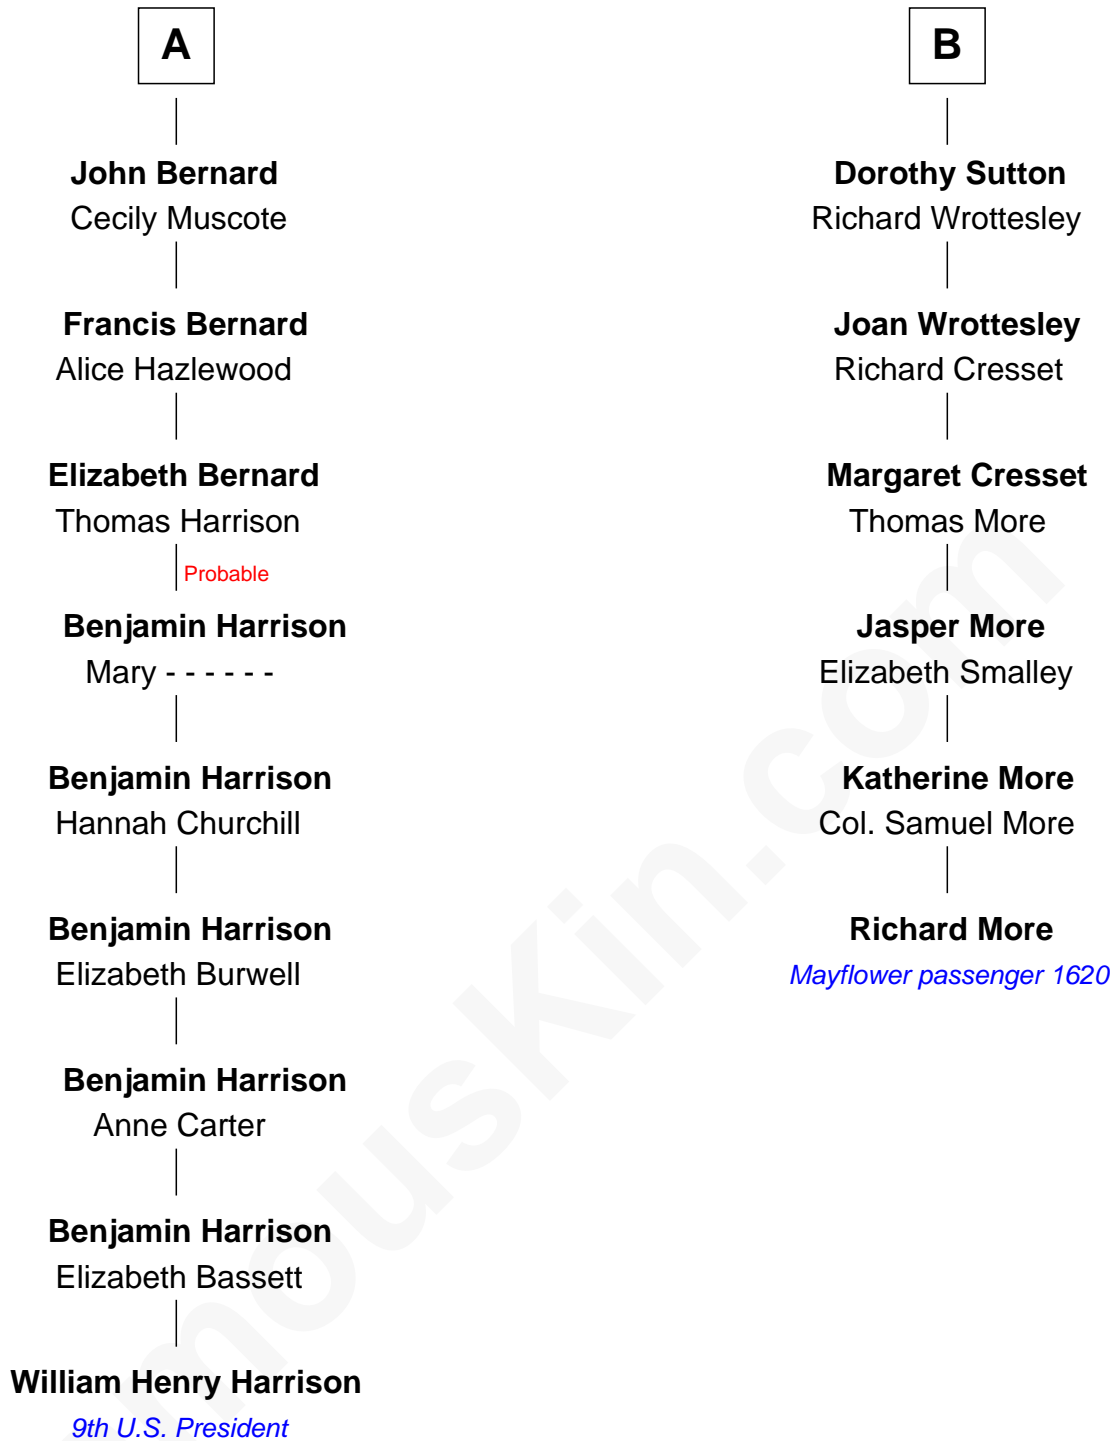 A
John Bernard
Cecily Muscote
Francis Bernard
Alice Hazlewood
Elizabeth Bernard
Thomas Harrison
Probable
Benjamin Harrison
Mary - - - - - -
Benjamin Harrison
Hannah Churchill
Benjamin Harrison
Elizabeth Burwell
Benjamin Harrison
Anne Carter
Benjamin Harrison
Elizabeth Bassett
William Henry Harrison
9th U.S. President
B
Dorothy Sutton
Richard Wrottesley
Joan Wrottesley
Richard Cresset
Margaret Cresset
Thomas More
Jasper More
Elizabeth Smalley
Katherine More
Col. Samuel More
Richard More
Mayflower passenger 1620
mousKin.com